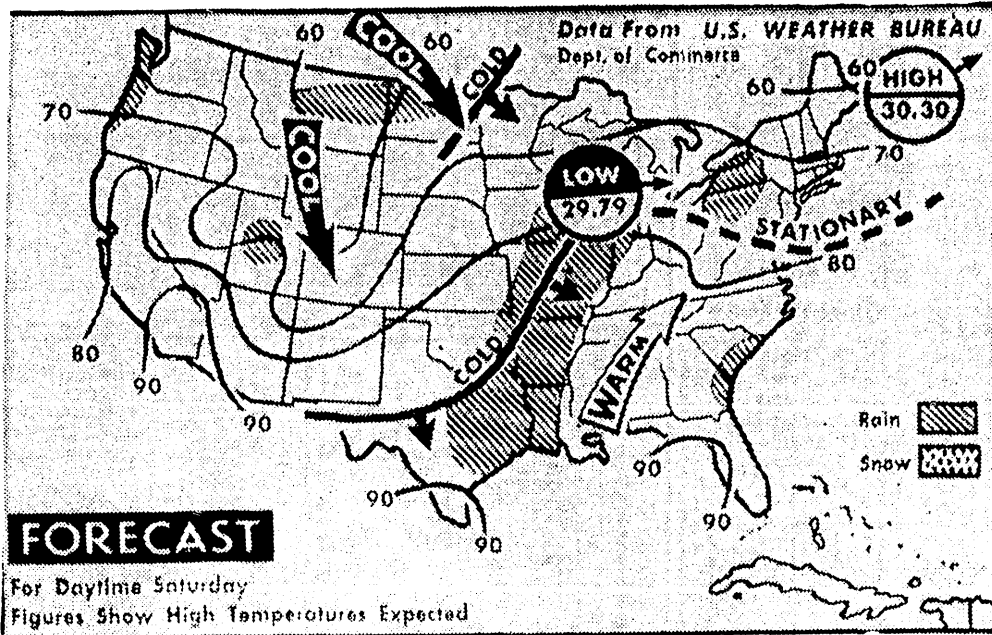 Data From U.S. WEATHER BUREAU
Dept. of Commerce
60
COOL
60
COLD
60
60
HIGH
30.30
70
COOL
LOW
29.79
70
STATIONARY
80
80
90
90
COLD
WARM
Rain
Snow
90
90
90
90
FORECAST
For Daytime Saturday
Figures Show High Temperatures Expected